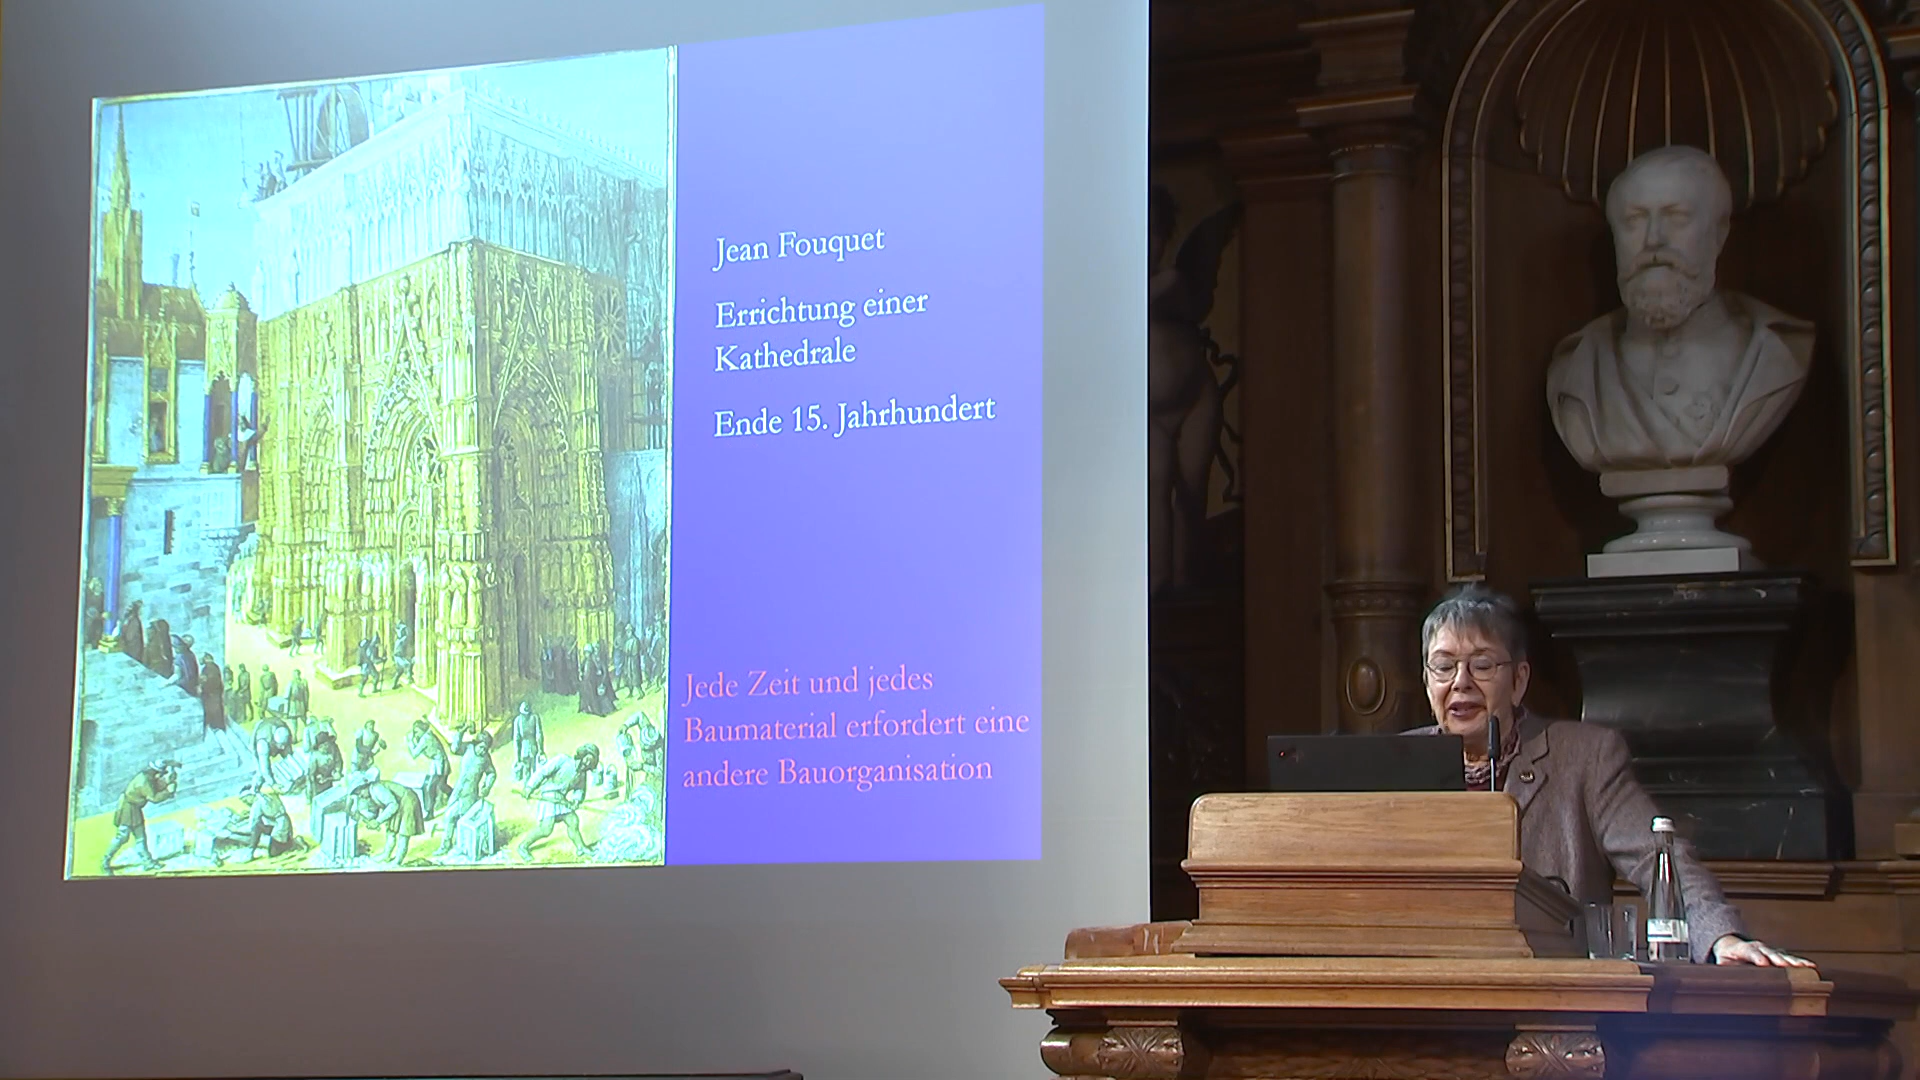 Jean Fouquet
Errichtung einer
Kathedrale
Ende 15. Jahrhundert
Jede Zeit und jedes
Baumaterial erfordert eine
andere Bauorganisation